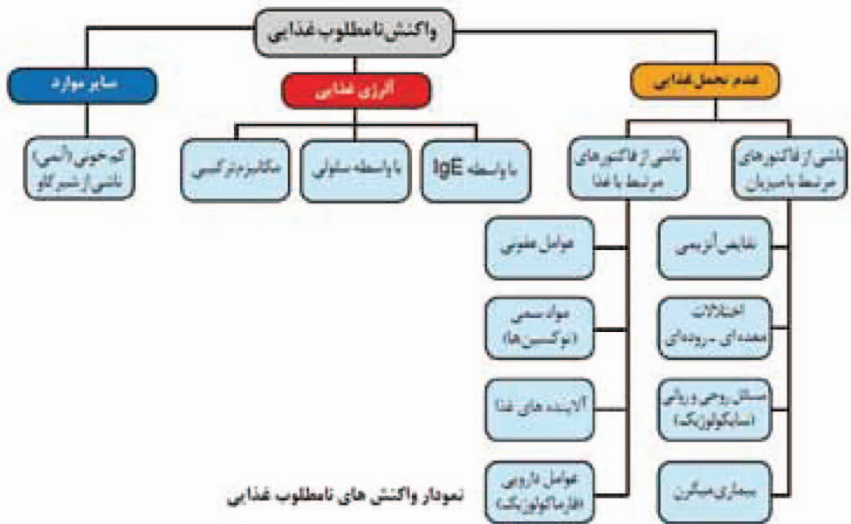 واکنش نامطلوب غذایی
عدم تحمل غذایی
آلرژی غذایی
سایر موارد
ناشی از فاکتورهای
مرتبط با میزبان
ناشی از فاکتورهای
مرتبط با غذا
با واسطه IgE
با واسطه سلولی
مکانیزم ترکیبی
کم خونی (آنمی)
ناشی از شیر گاو
نقایص آنزیمی
اختلالات
معده ای - روده ای
مسائل روحی و روانی
(سایکولوژیک)
بیماری میگرن
عوامل عفونی
مواد سمی
(توکسین ها)
آلاینده های غذا
عوامل دارویی
(فارماکولوژیک)
نمودار واکنش های نامطلوب غذایی